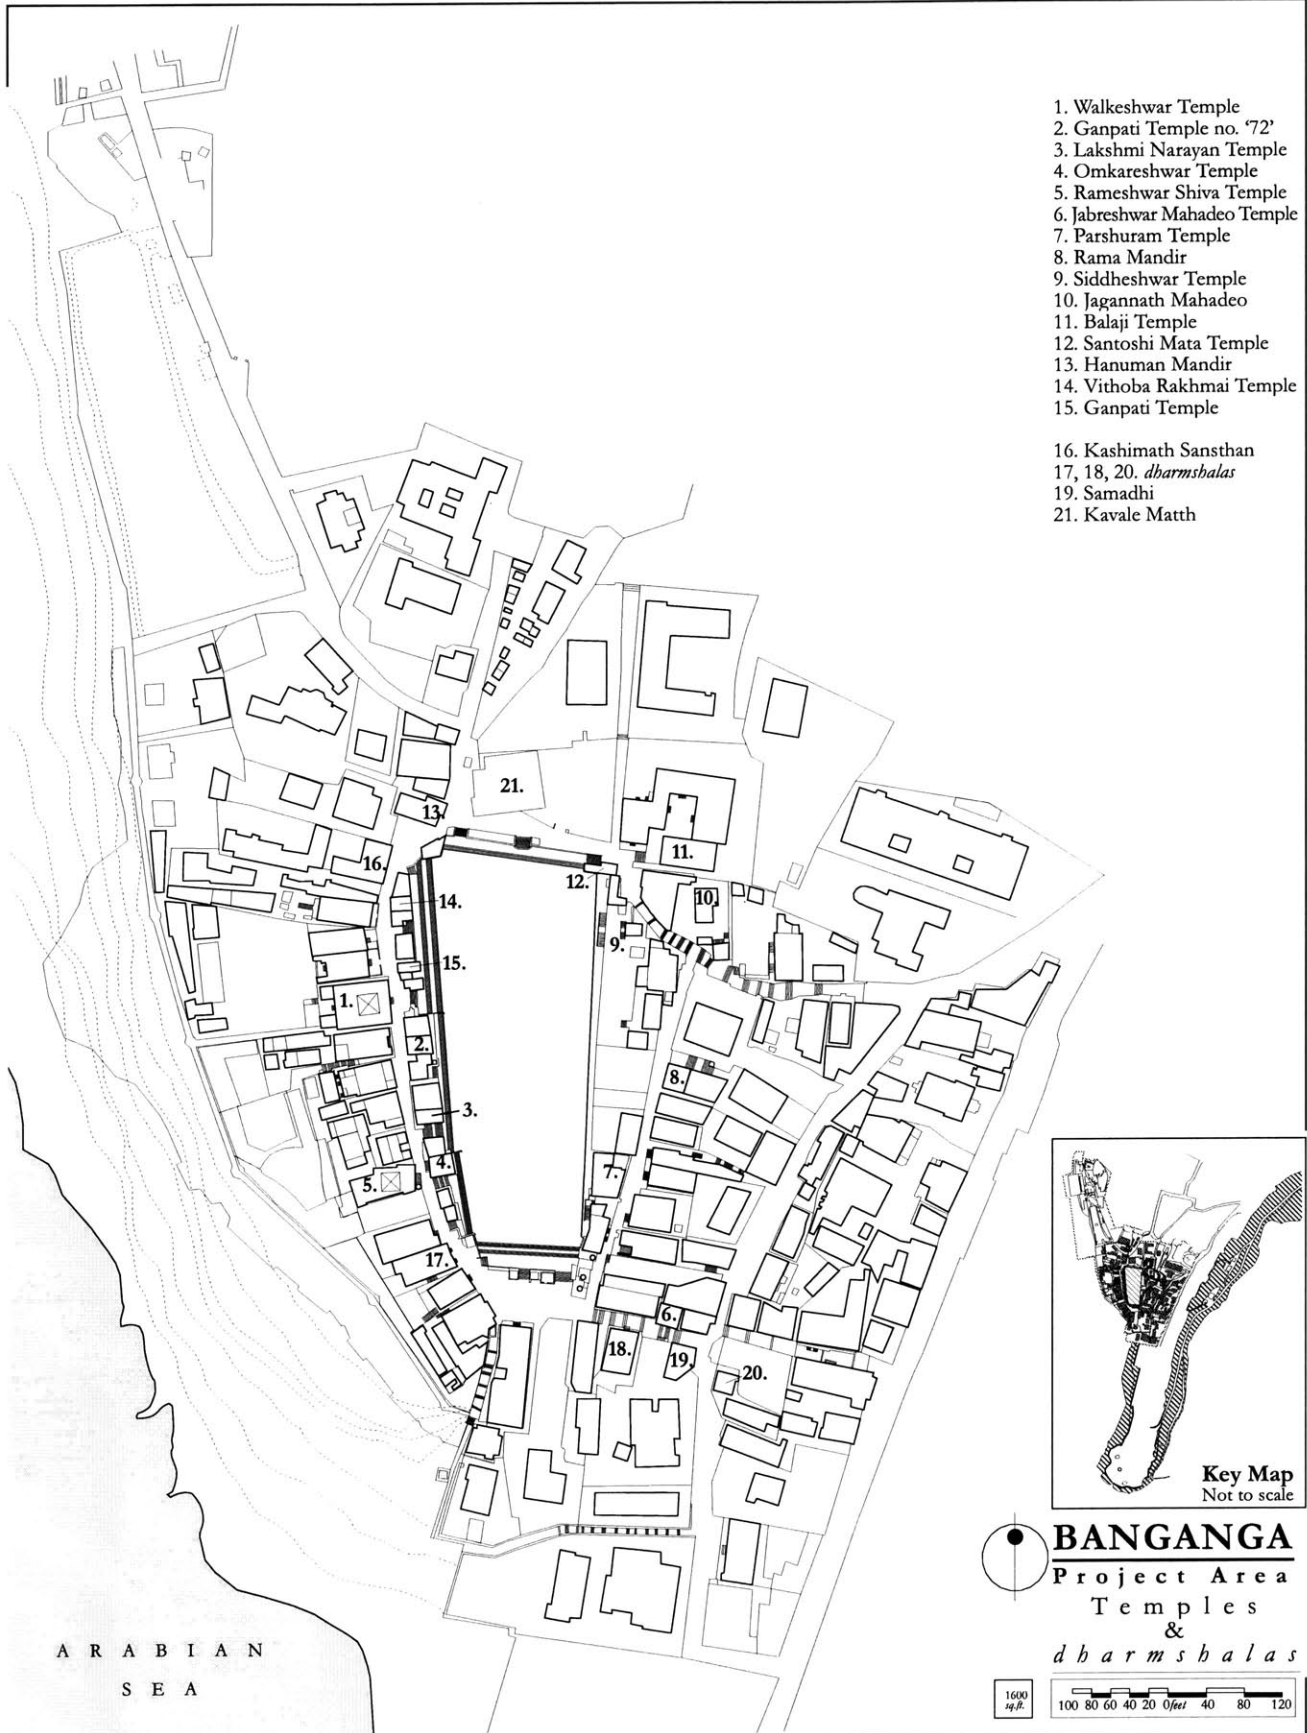 1. Walkeshwar Temple
2. Ganpati Temple no. ‘72’
3. Lakshmi Narayan Temple
4. Omkareshwar Temple
5. Rameshwar Shiva Temple
6. Jabreshwar Mahadeo Temple
7. Parshuram Temple
8. Rama Mandir
9. Siddheshwar Temple
10. Jagannath Mahadeo
11. Balaji Temple
12. Santoshi Mata Temple
13. Hanuman Mandir
14. Vithoba Rakhmai Temple
15. Ganpati Temple
16. Kashimath Sansthan
17, 18, 20. dharmshalas
19. Samadhi
21. Kavale Matth
21.
13.
11.
16.
12.
10.
14.
9.
15.
1.
2.
8.
3.
4.
7.
5.
17.
6.
18.
19.
20.
Key Map
Not to scale
BANGANGA
Project Area
Temples
&
dharmshalas
ARABIAN
SEA
1600
sq.ft.
100 80 60 40 20 0feet 40 80 120